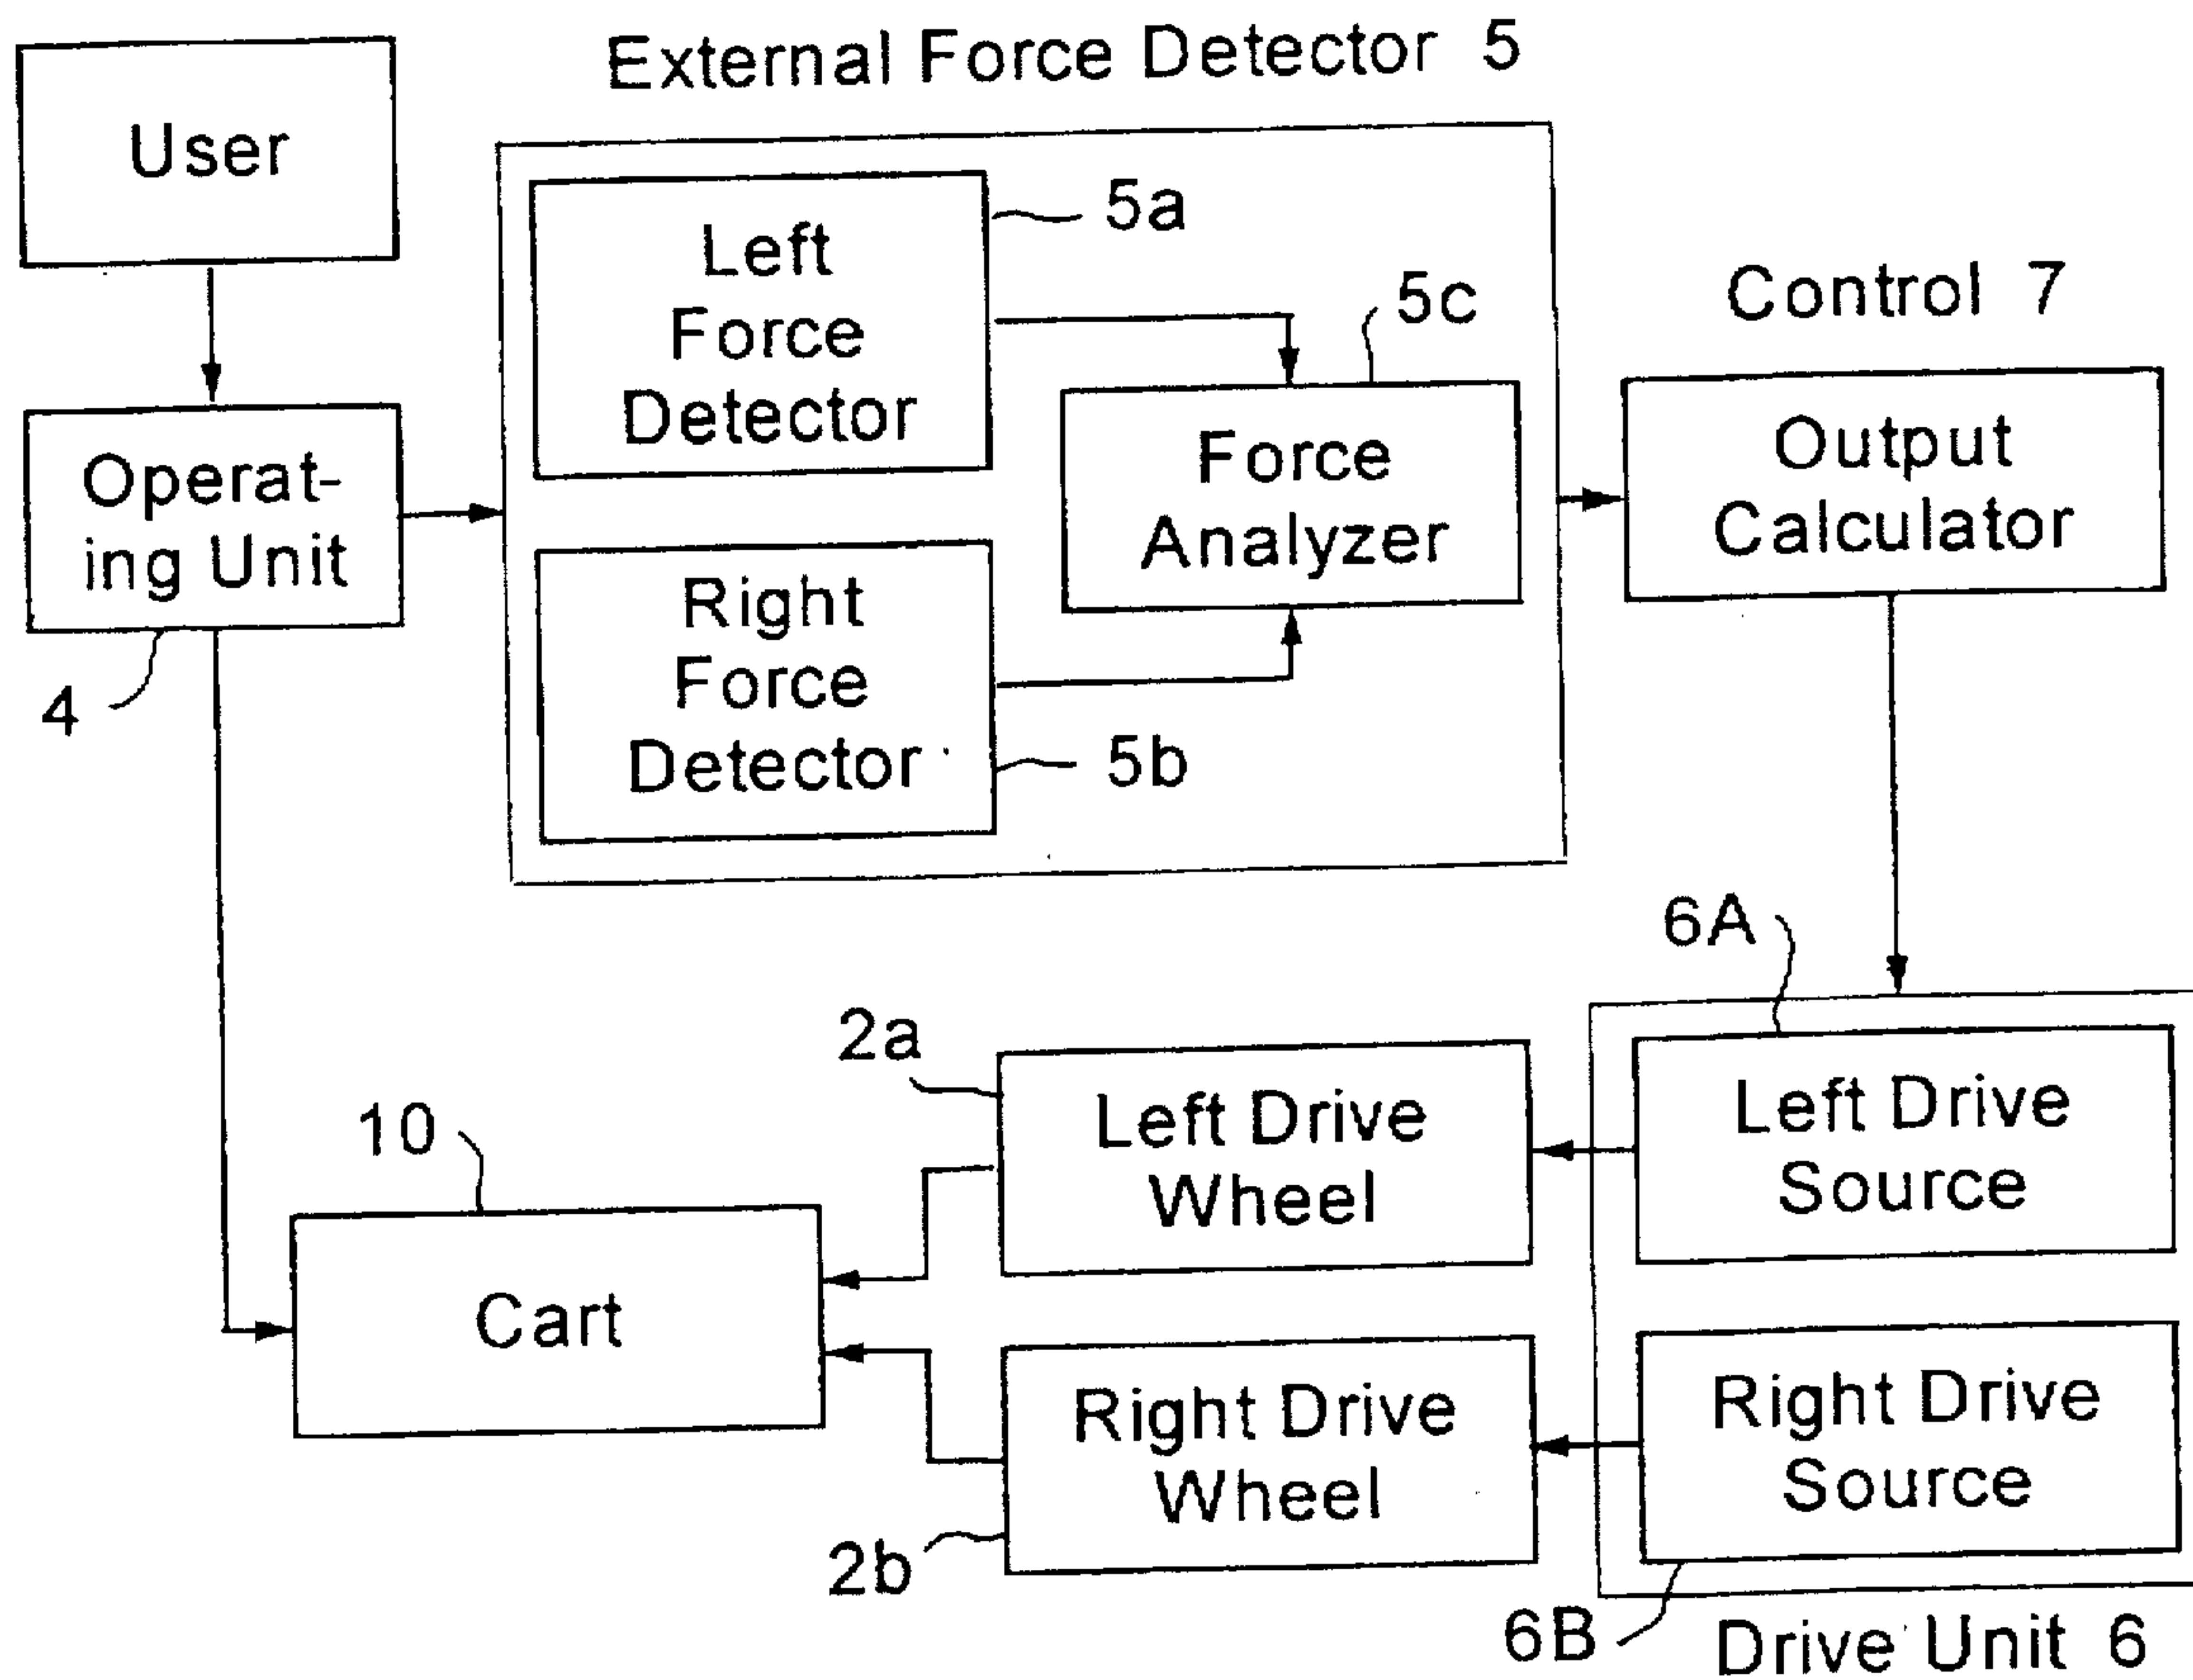 External Force Detector 5
User
5a
Left
Force
Detector
5c
Control 7
Force
Analyzer
Output
Calculator
Operat-
ing Unit
4
Right
Force
Detector
5b
6A
2a
Left Drive
Wheel
Left Drive
Source
10
Cart
Right Drive
Wheel
Right Drive
Source
2b
6B
Drive Unit 6